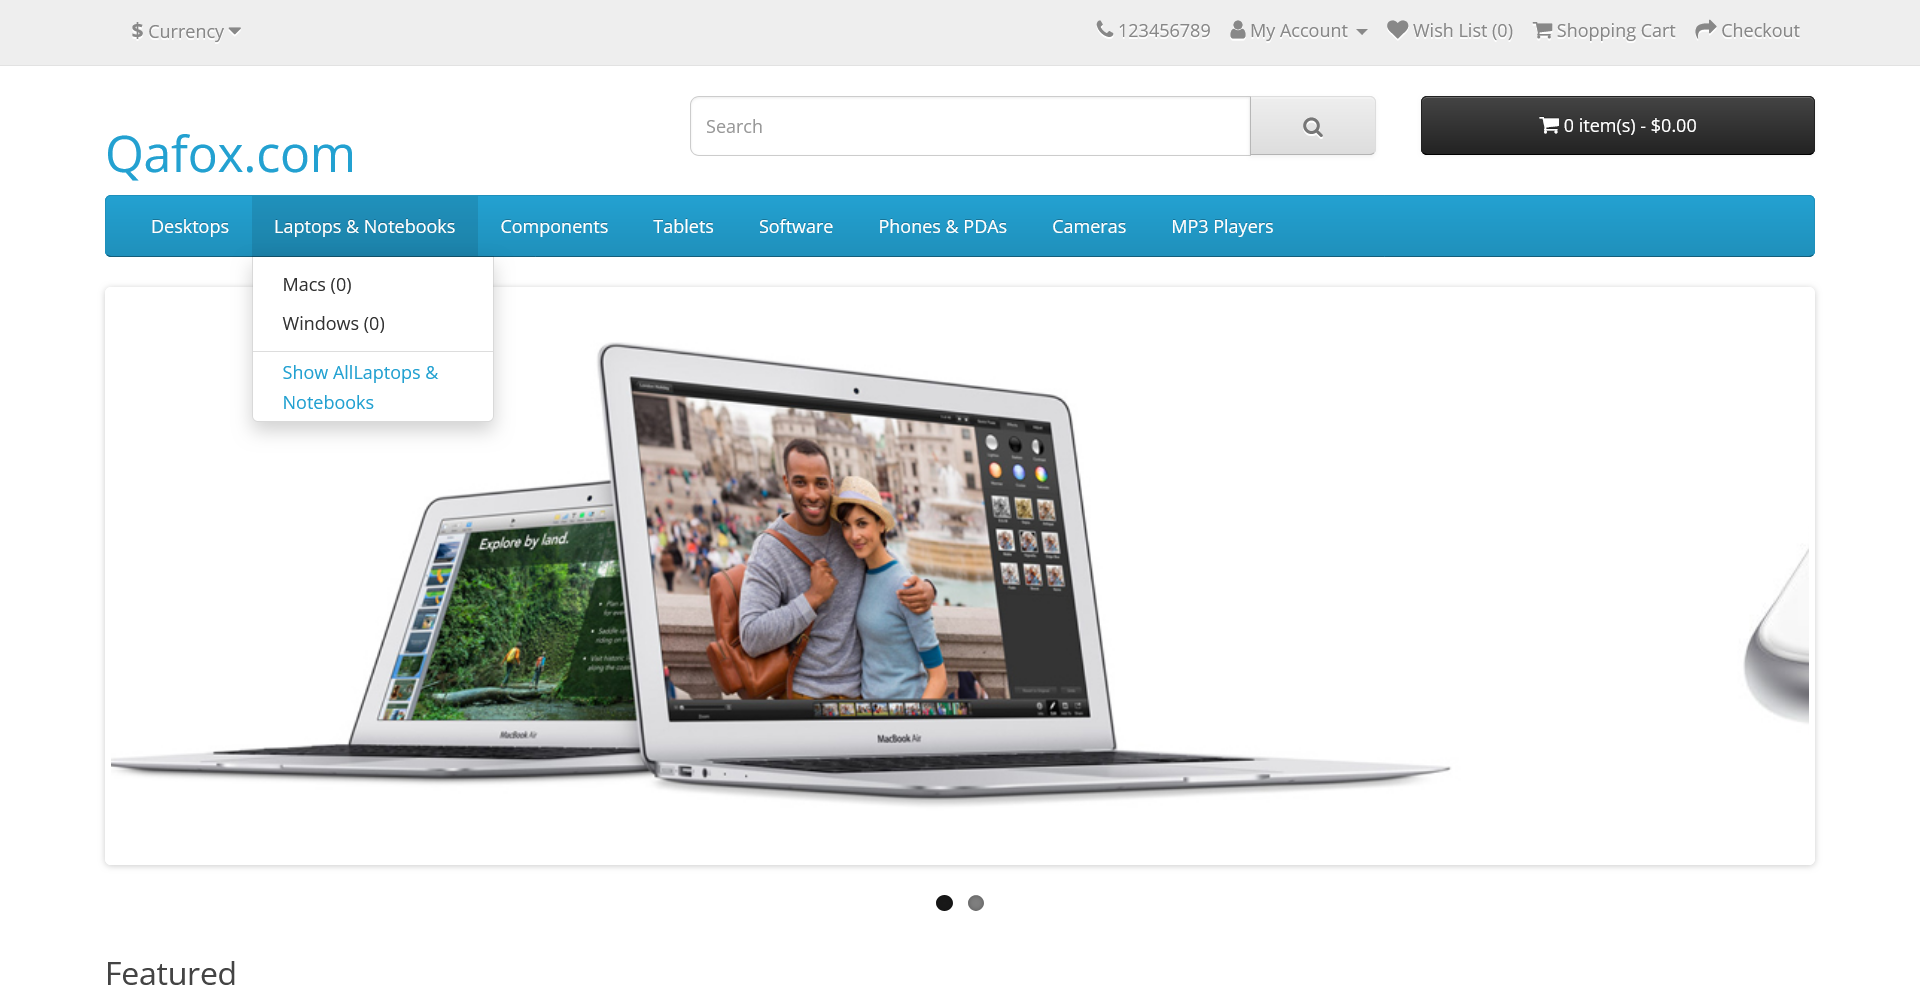 $ Currency
123456789 My Account Wish List (0) Shopping Cart Checkout
Search
0 item(s) - $0.00
Qafox.com
Desktops Laptops & Notebooks Components Tablets Software Phones & PDAs Cameras MP3 Players
Macs (0)
Windows (0)
Show AllLaptops &
Notebooks
Explore by land.
MacBook Air
MacBook Air
Featured